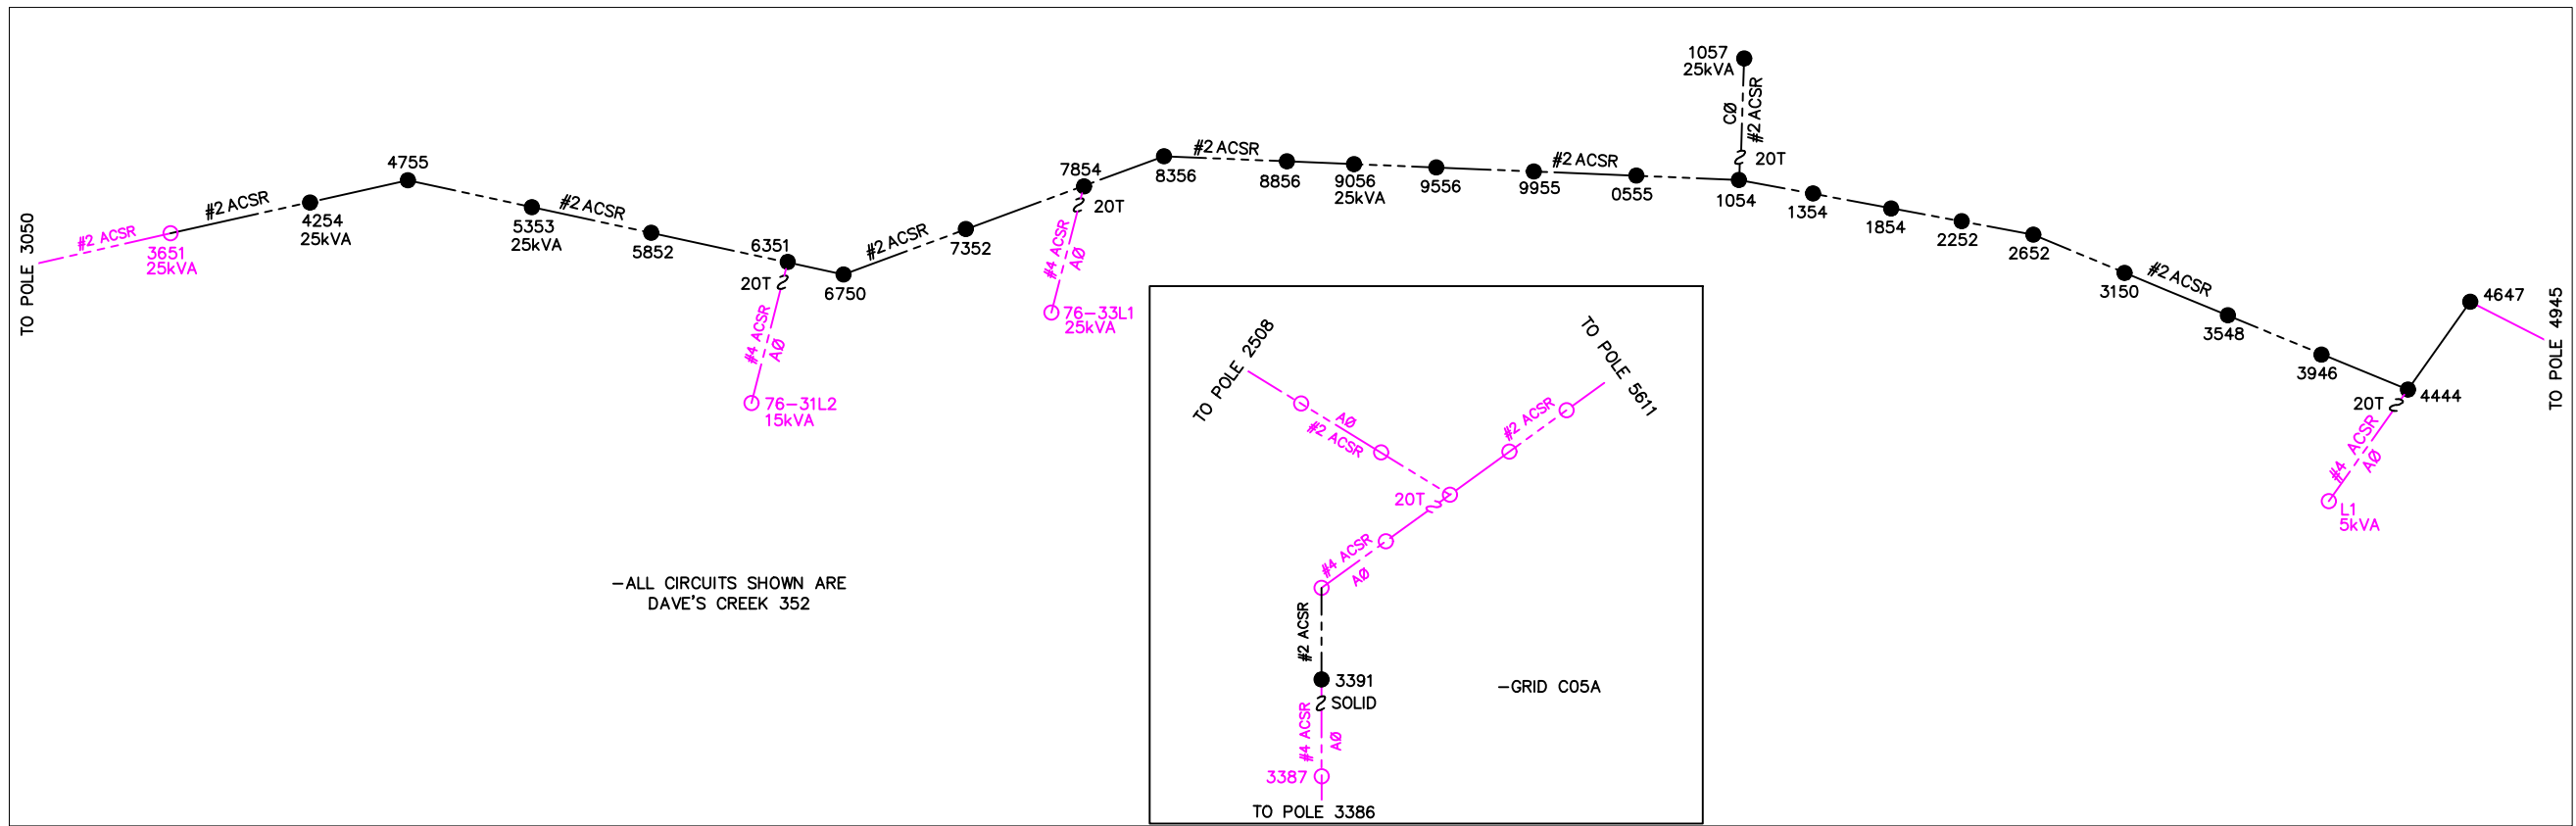 TO POLE 3050
#2 ACSR
3651
25kVA
#2 ACSR
4254
25kVA
4755
5353
25kVA
#2 ACSR
5852
6351
20T
#4 ACSR
AØ
76-31L2
15kVA
6750
#2 ACSR
7352
7854
20T
#4 ACSR
AØ
76-33L1
25kVA
8356
#2 ACSR
8856
9056
25kVA
9556
9955
#2 ACSR
0555
1057
25kVA
CØ
#2 ACSR
20T
1054
1354
1854
2252
2652
3150
#2 ACSR
3548
3946
20T
4444
#4 ACSR
AØ
L1
5kVA
4647
TO POLE 4945
-ALL CIRCUITS SHOWN ARE
DAVE'S CREEK 352
TO POLE 2508
AØ
#2 ACSR
TO POLE 5611
#2 ACSR
20T
#4 ACSR
AØ
#2 ACSR
3391
SOLID
-GRID C05A
#4 ACSR
AØ
3387
TO POLE 3386